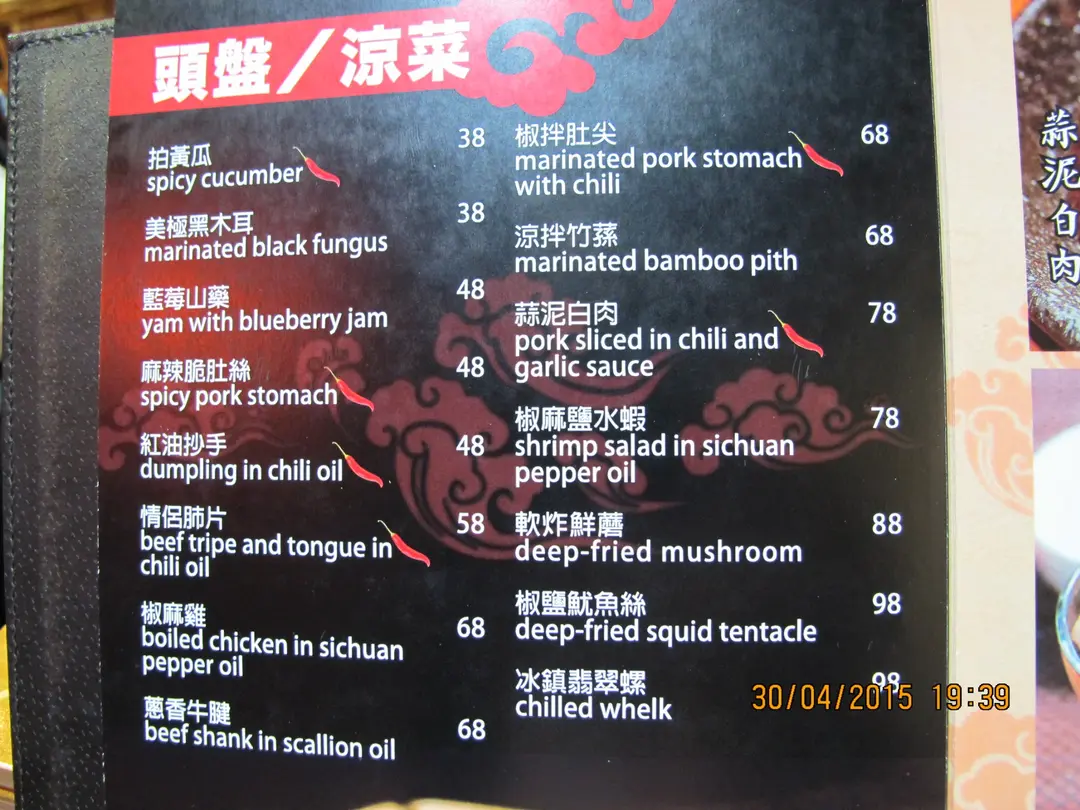 頭盤／涼菜
拍黃瓜
spicy cucumber
38
美極黑木耳
marinated black fungus
38
藍莓山藥
yam with blueberry jam
48
麻辣脆肚絲
spicy pork stomach
48
紅油抄手
dumpling in chili oil
48
情侶肺片
beef tripe and tongue in
chili oil
58
椒麻雞
boiled chicken in sichuan
pepper oil
68
蔥香牛腱
beef shank in scallion oil
68
椒拌肚尖
marinated pork stomach
with chili
68
涼拌竹蓀
marinated bamboo pith
68
蒜泥白肉
pork sliced in chili and
garlic sauce
78
椒麻鹽水蝦
shrimp salad in sichuan
pepper oil
78
軟炸鮮蘑
deep-fried mushroom
88
椒鹽魷魚絲
deep-fried squid tentacle
98
冰鎮翡翠螺
chilled whelk
98
蒜泥白肉
30/04/2015 19:39